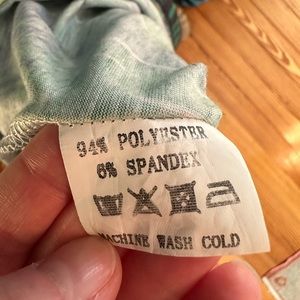 94% POLYESTER
6% SPANDEX
MACHINE WASH COLD